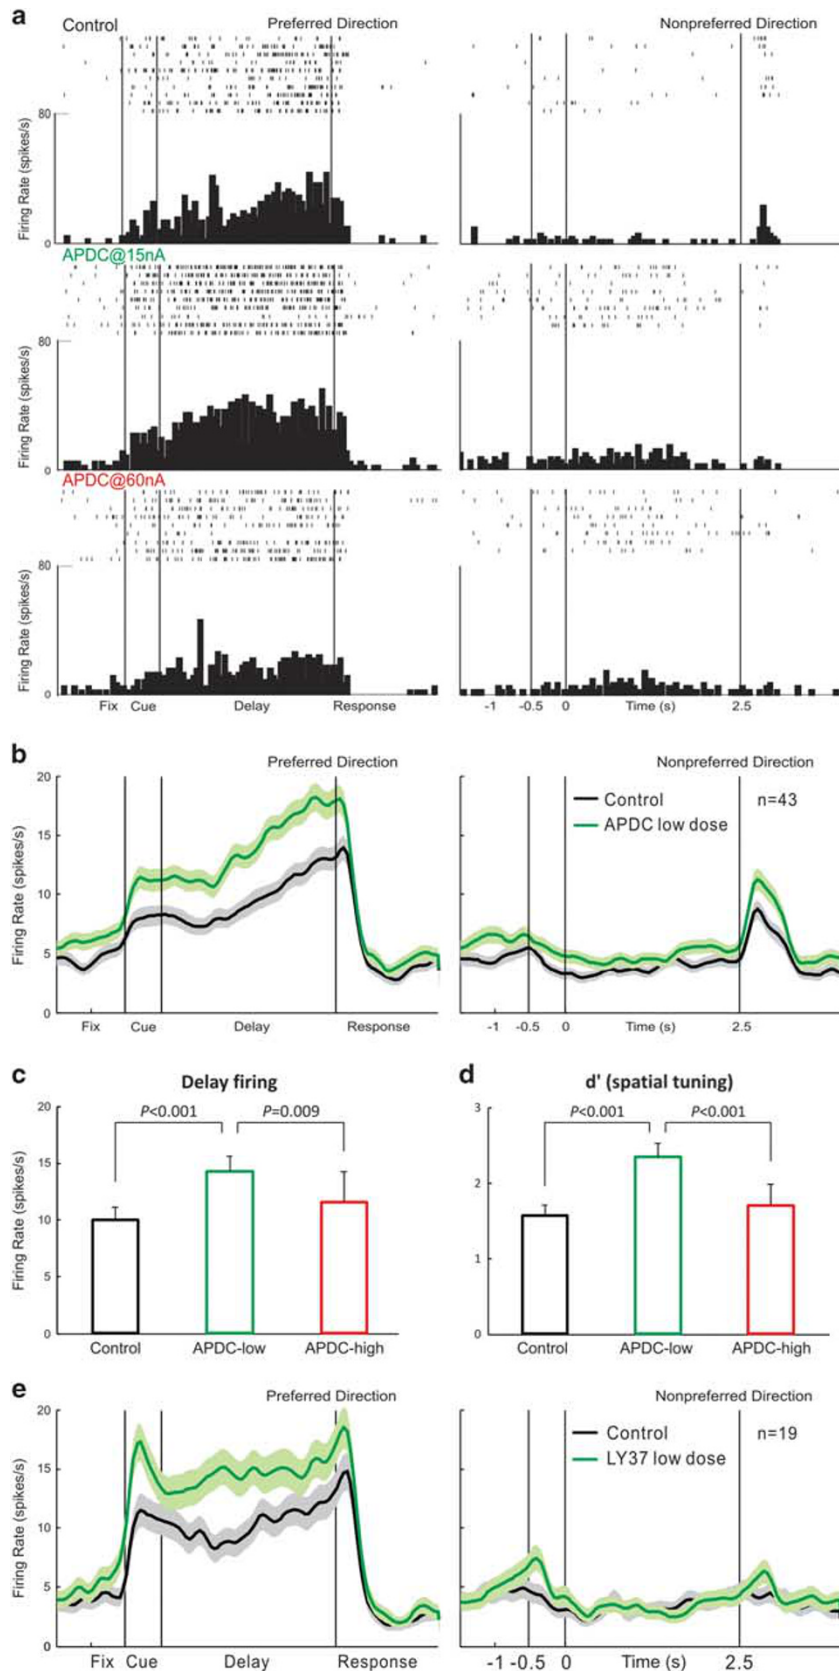 a
Control
Preferred Direction
Nonpreferred Direction
80
Firing Rate (spikes/s)
0
APDC@15nA
80
Firing Rate (spikes/s)
0
APDC@60nA
80
Firing Rate (spikes/s)
0
Fix Cue Delay Response
-1 -0.5 0 Time (s) 2.5
b
Preferred Direction
Nonpreferred Direction
20
15
10
5
0
Firing Rate (spikes/s)
Control
APDC low dose
n=43
Fix Cue Delay Response
-1 -0.5 0 Time (s) 2.5
c
Delay firing
P<0.001
P=0.009
20
15
10
5
0
Firing Rate (spikes/s)
Control APDC-low APDC-high
d
d' (spatial tuning)
P<0.001
P<0.001
3
2
1
0
Control APDC-low APDC-high
e
Preferred Direction
Nonpreferred Direction
20
15
10
5
0
Firing Rate (spikes/s)
Control
LY37 low dose
n=19
Fix Cue Delay Response
-1 -0.5 0 Time (s) 2.5